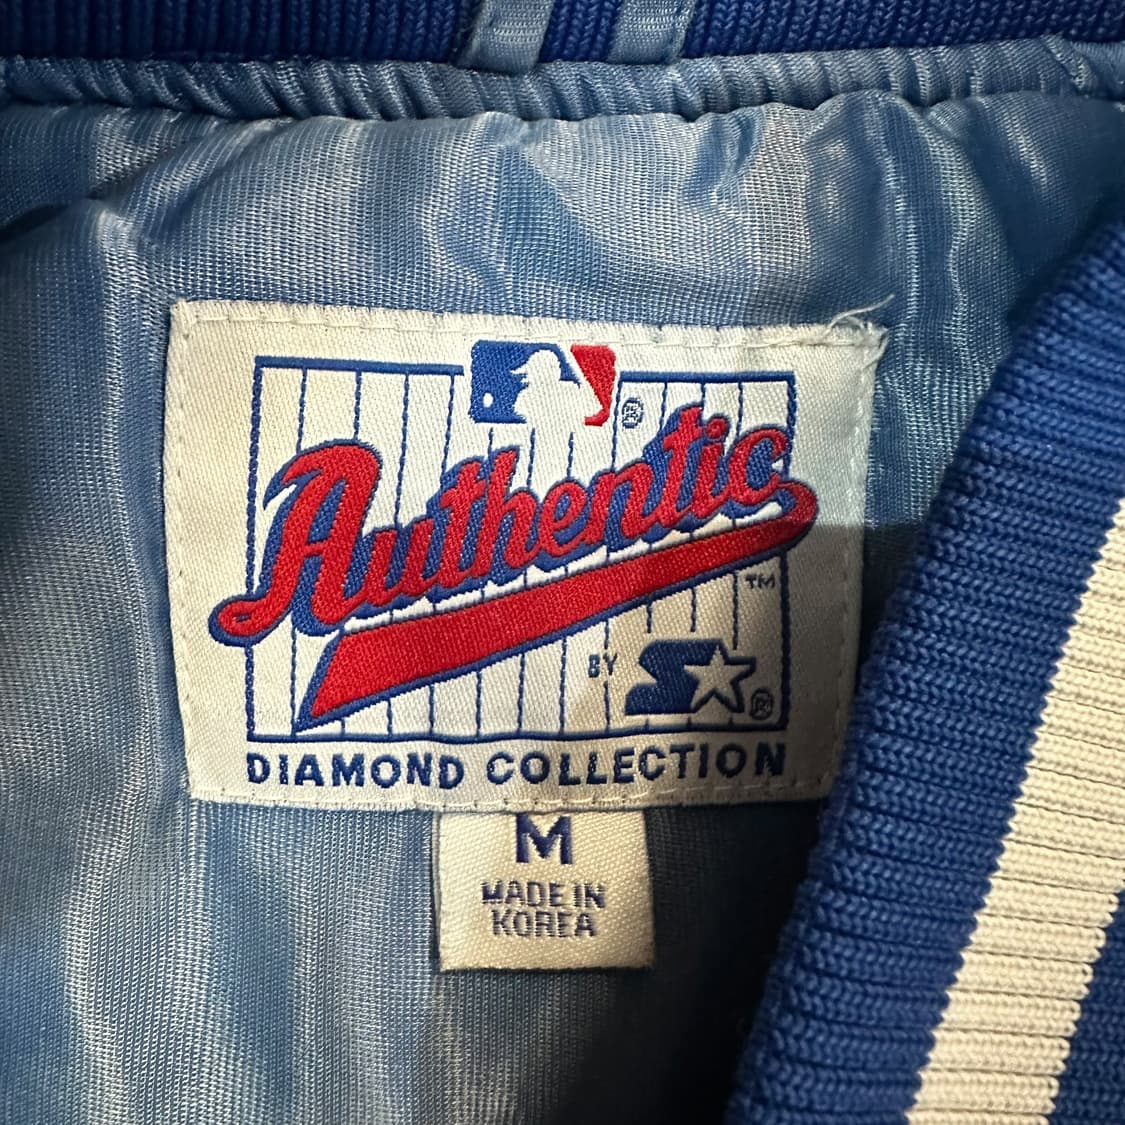 ®
Authentic
TM
BY
S
®
DIAMOND COLLECTION
M
MADE IN
KOREA